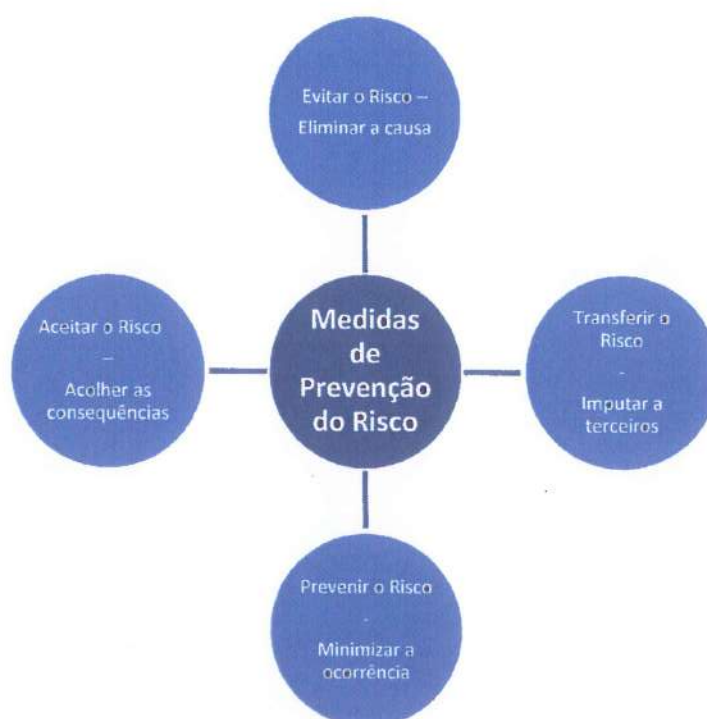 Evitar o Risco –
Eliminar a causa
Aceitar o Risco
–
Acolher as
consequências
Medidas
de
Prevenção
do Risco
Transferir o
Risco
-
Imputar a
terceiros
Prevenir o Risco
-
Minimizar a
ocorrência